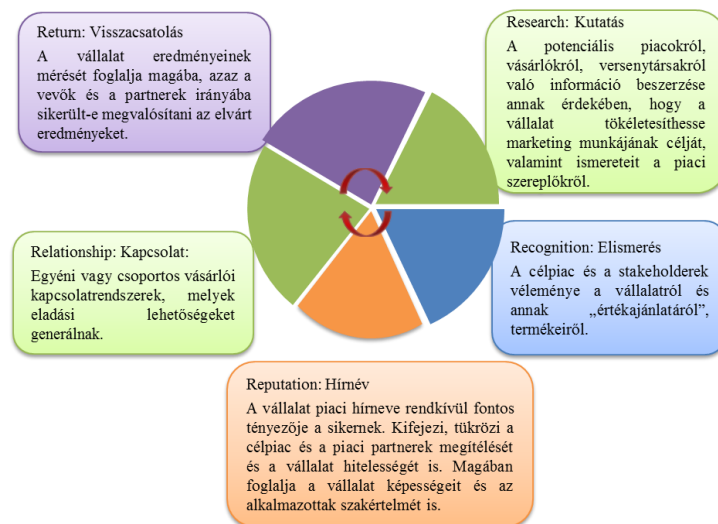 Return: Visszacsatolás
A vállalat eredményeinek
mérését foglalja magába, azaz a
vevők és a partnerek irányába
sikerült-e megvalósítani az elvárt
eredményeket.
Research: Kutatás
A potenciális piacokról,
vásárlókról, versenytársakról
való információ beszerzése
annak érdekében, hogy a
vállalat tökéletesíthesse
marketing munkájának célját,
valamint ismereteit a piaci
szereplőkről.
Relationship: Kapcsolat:
Egyéni vagy csoportos vásárlói
kapcsolatrendszerek, melyek
eladási lehetőségeket
generálnak.
Recognition: Elismerés
A célpiac és a stakeholderek
véleménye a vállalatról és
annak „értékajánlatáról”,
termékeiről.
Reputation: Hírnév
A vállalat piaci hírneve rendkívül fontos
tényezője a sikernek. Kifejezi, tükrözi a
célpiac és a piaci partnerek megítélését
és a vállalat hitelességét is. Magában
foglalja a vállalat képességeit és az
alkalmazottak szakértelmét is.